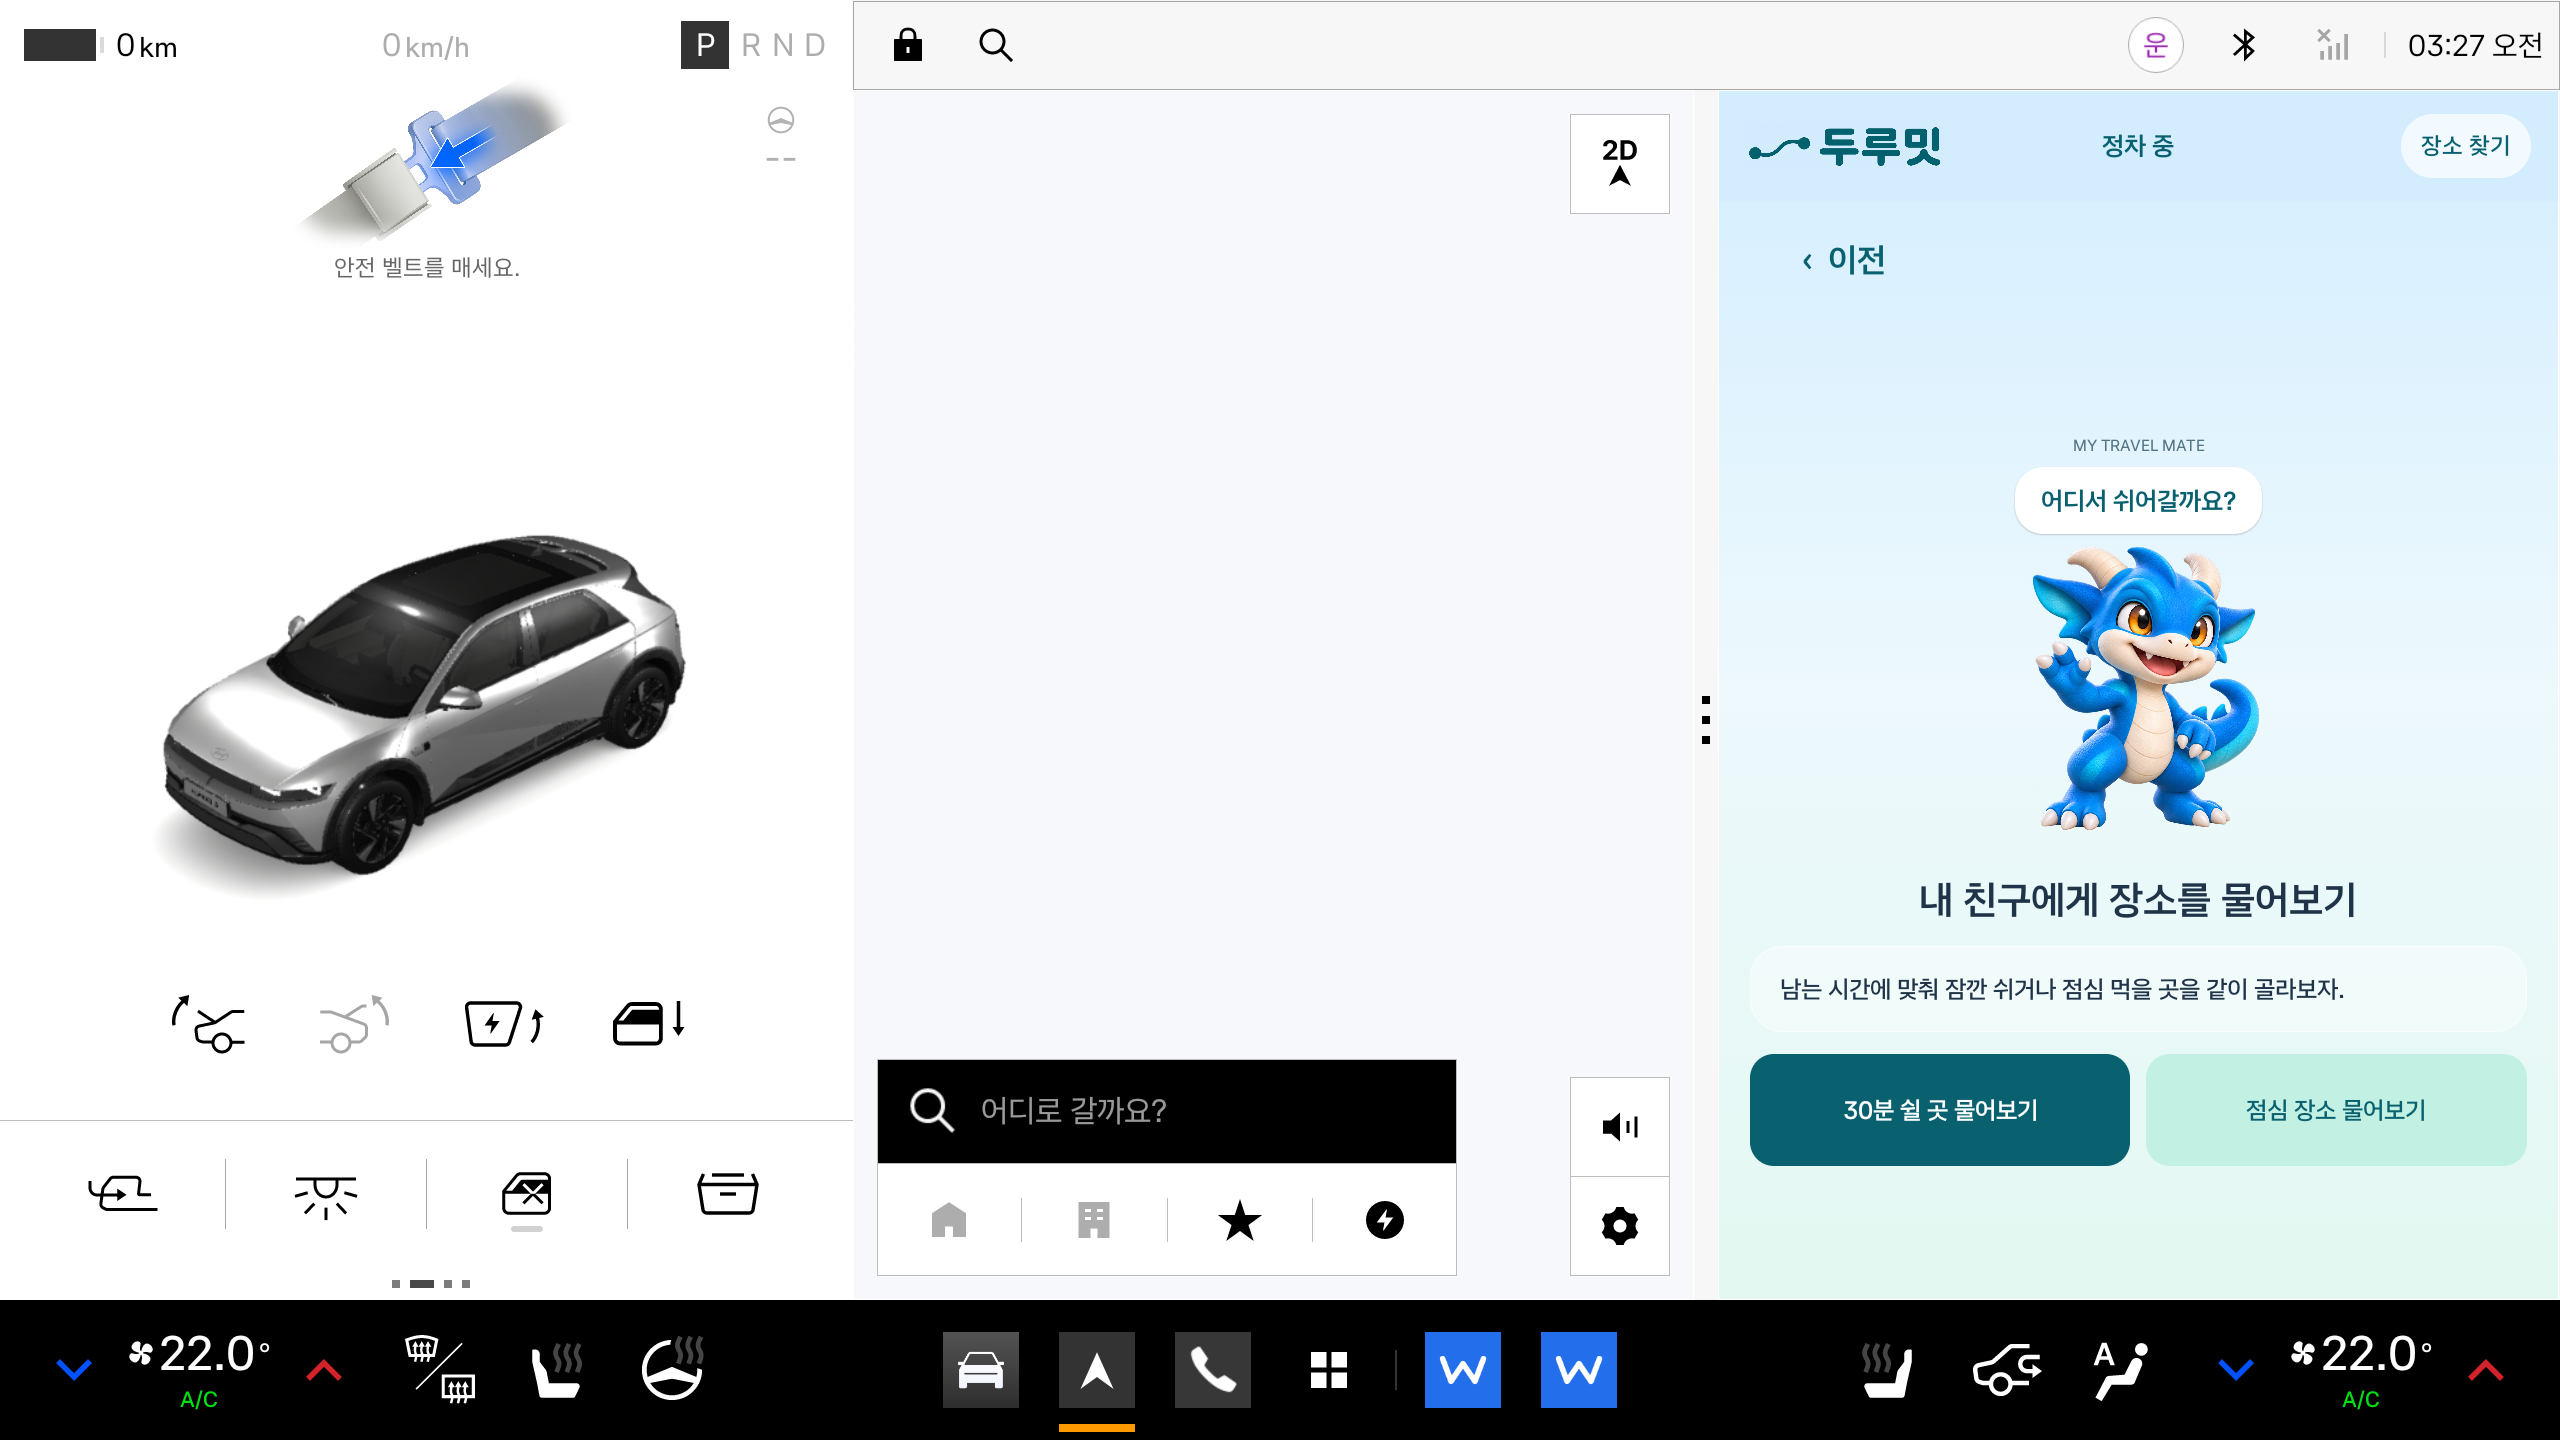 0 km
0 km/h
P R N D
안전 벨트를 매세요.
운
03:27 오전
2D
두루밋
정차 중
장소 찾기
‹ 이전
MY TRAVEL MATE
어디서 쉬어갈까요?
내 친구에게 장소를 물어보기
남는 시간에 맞춰 잠깐 쉬거나 점심 먹을 곳을 같이 골라보자.
30분 쉴 곳 물어보기
점심 장소 물어보기
어디로 갈까요?
22.0°
A/C
A
22.0°
A/C